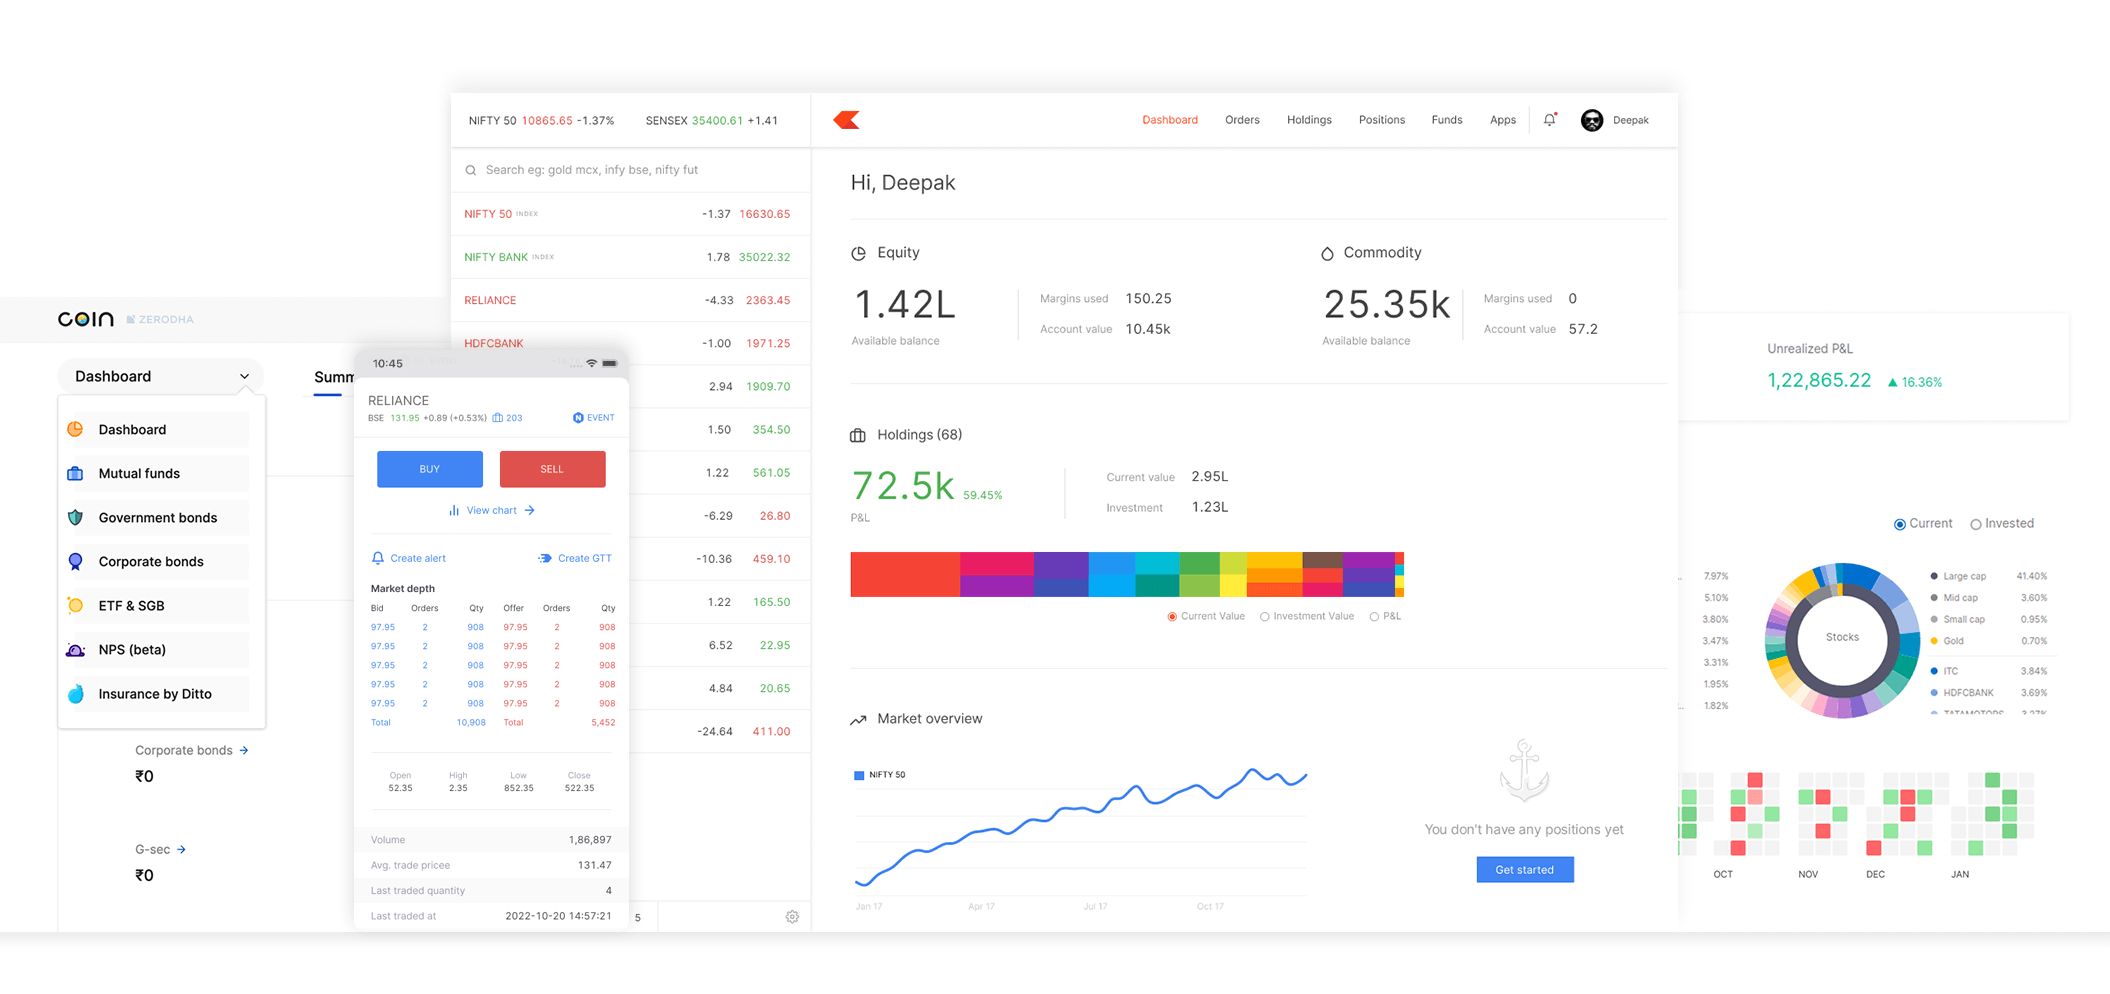 NIFTY 50 10865.65 -1.37% SENSEX 35400.61 +1.41
Dashboard Orders Holdings Positions Funds Apps Deepak
Search eg: gold mcx, infy bse, nifty fut
NIFTY 50 INDEX -1.37 16630.65
NIFTY BANK INDEX 1.78 35022.32
RELIANCE -4.33 2363.45
HDFCBANK -1.00 1971.25
2.94 1909.70
1.50 354.50
1.22 561.05
-6.29 26.80
-10.36 459.10
1.22 165.50
6.52 22.95
4.84 20.65
-24.64 411.00
5
Hi, Deepak
Equity
1.42L
Available balance
Margins used 150.25
Account value 10.45k
Commodity
25.35k
Available balance
Margins used 0
Account value 57.2
Holdings (68)
72.5k 59.45%
P&L
Current value 2.95L
Investment 1.23L
Current Value Investment Value P&L
Market overview
NIFTY 50
Jan 17 Apr 17 Jul 17 Oct 17
You don't have any positions yet
Get started
coin ZERODHA
Dashboard
Summ
Dashboard
Mutual funds
Government bonds
Corporate bonds
ETF & SGB
NPS (beta)
Insurance by Ditto
Corporate bonds
₹0
G-sec
₹0
10:45
RELIANCE
BSE 131.95 +0.89 (+0.53%) 203 EVENT
BUY SELL
View chart
Create alert Create GTT
Market depth
Bid Orders Qty Offer Orders Qty
97.95 2 908 97.95 2 908
97.95 2 908 97.95 2 908
97.95 2 908 97.95 2 908
97.95 2 908 97.95 2 908
97.95 2 908 97.95 2 908
Total 10,908 Total 5,452
Open High Low Close
52.35 2.35 852.35 522.35
Volume 1,86,897
Avg. trade pricee 131.47
Last traded quantity 4
Last traded at 2022-10-20 14:57:21
Unrealized P&L
1,22,865.22 16.36%
Current Invested
7.97%
5.10%
3.80%
3.47%
3.31%
1.95%
1.82%
Stocks
Large cap 41.40%
Mid cap 3.60%
Small cap 0.95%
Gold 0.70%
ITC 3.84%
HDFCBANK 3.69%
OCT NOV DEC JAN